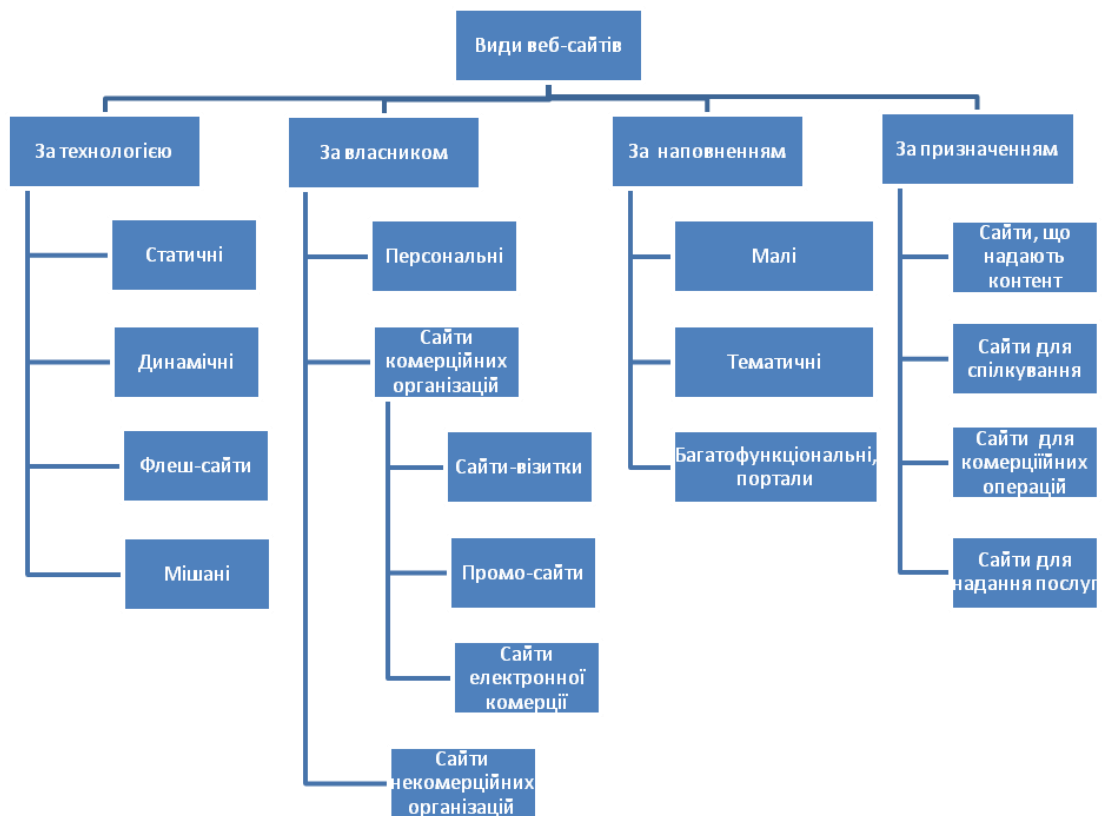 Види веб-сайтів
За технологією
Статичні
Динамічні
Флеш-сайти
Мішані
За власником
Персональні
Сайти
комерційних
організацій
Сайти-візитки
Промо-сайти
Сайти
електронної
комерції
Сайти
некомерційних
організацій
За наповненням
Малі
Тематичні
Багатофункціональні,
портали
За призначенням
Сайти, що
надають
контент
Сайти для
спілкування
Сайти для
комерціійних
операцій
Сайти для
надання послуг